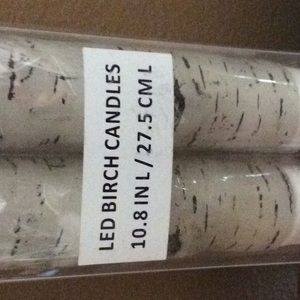 LED BIRCH CANDLES
10.8 IN L / 27.5 CM L